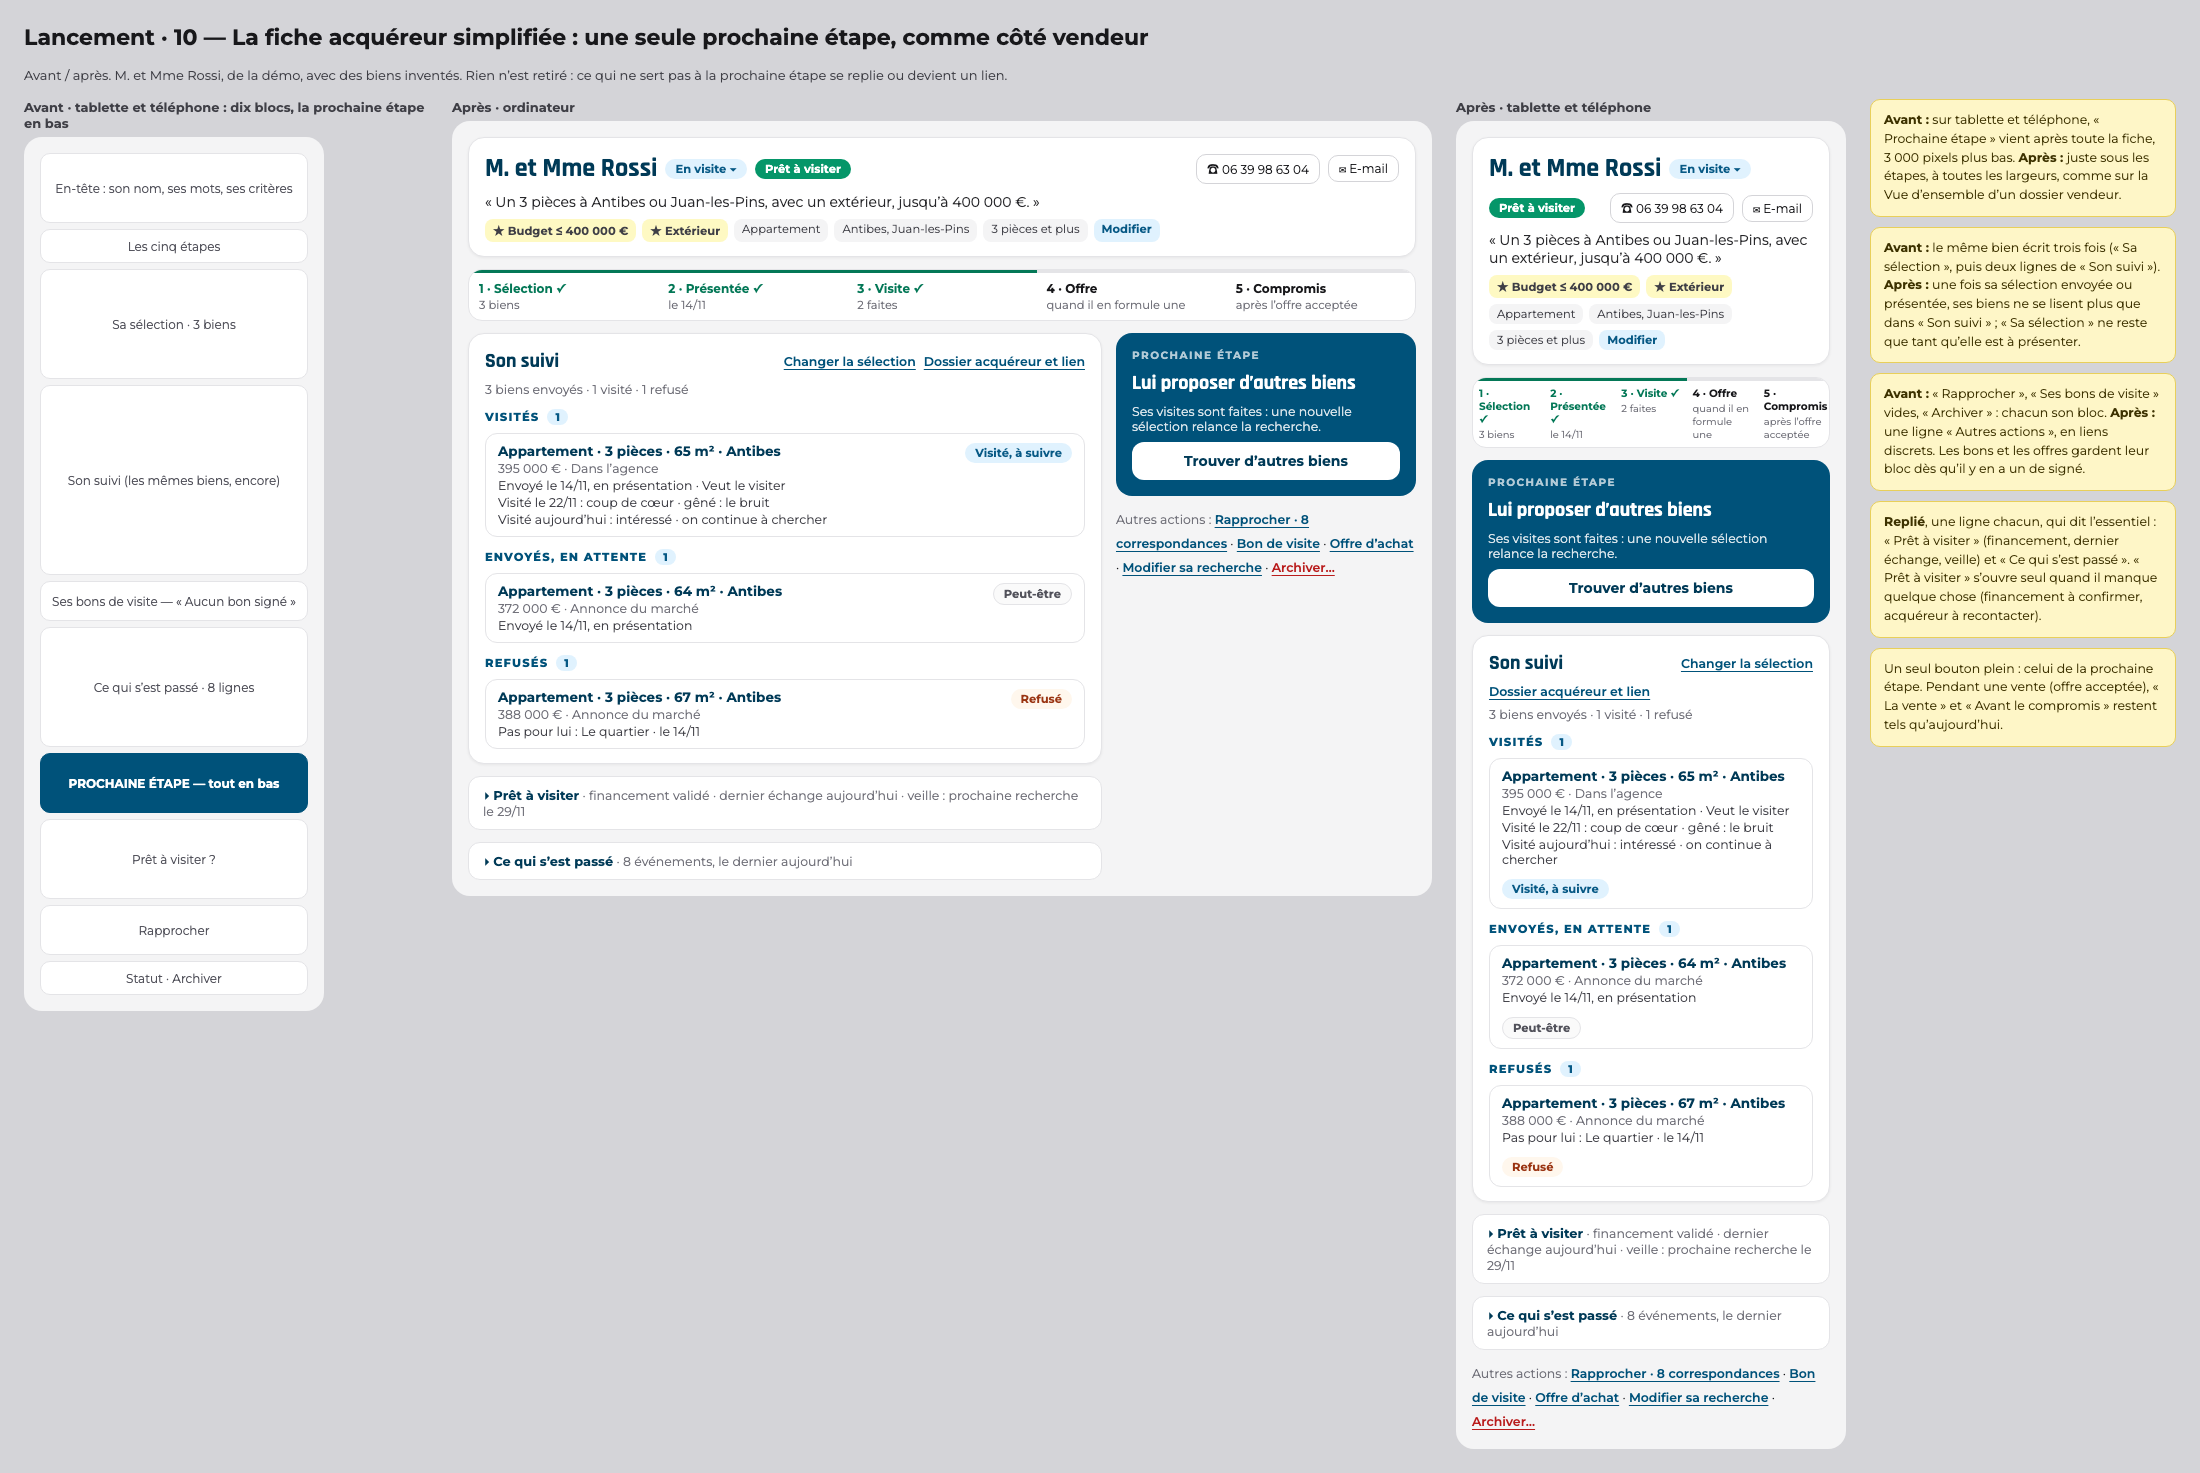 Lancement · 10 — La fiche acquéreur simplifiée : une seule prochaine étape, comme côté vendeur
Avant / après. M. et Mme Rossi, de la démo, avec des biens inventés. Rien n’est retiré : ce qui ne sert pas à la prochaine étape se replie ou devient un lien.
Avant · tablette et téléphone : dix blocs, la prochaine étape
en bas
En-tête : son nom, ses mots, ses critères
Les cinq étapes
Sa sélection · 3 biens
Son suivi (les mêmes biens, encore)
Ses bons de visite — « Aucun bon signé »
Ce qui s’est passé · 8 lignes
PROCHAINE ÉTAPE — tout en bas
Prêt à visiter ?
Rapprocher
Statut · Archiver
Après · ordinateur
M. et Mme Rossi En visite ▾ Prêt à visiter ☎ 06 39 98 63 04 ✉ E-mail
« Un 3 pièces à Antibes ou Juan-les-Pins, avec un extérieur, jusqu’à 400 000 €. »
★ Budget ≤ 400 000 € ★ Extérieur Appartement Antibes, Juan-les-Pins 3 pièces et plus Modifier
1 · Sélection ✓ 2 · Présentée ✓ 3 · Visite ✓ 4 · Offre 5 · Compromis
3 biens le 14/11 2 faites quand il en formule une après l’offre acceptée
Son suivi Changer la sélection Dossier acquéreur et lien
3 biens envoyés · 1 visité · 1 refusé
VISITÉS 1
Appartement · 3 pièces · 65 m² · Antibes Visité, à suivre
395 000 € · Dans l’agence
Envoyé le 14/11, en présentation · Veut le visiter
Visité le 22/11 : coup de cœur · gêné : le bruit
Visité aujourd’hui : intéressé · on continue à chercher
ENVOYÉS, EN ATTENTE 1
Appartement · 3 pièces · 64 m² · Antibes Peut-être
372 000 € · Annonce du marché
Envoyé le 14/11, en présentation
REFUSÉS 1
Appartement · 3 pièces · 67 m² · Antibes Refusé
388 000 € · Annonce du marché
Pas pour lui : Le quartier · le 14/11
▸ Prêt à visiter · financement validé · dernier échange aujourd’hui · veille : prochaine recherche
le 29/11
▸ Ce qui s’est passé · 8 événements, le dernier aujourd’hui
PROCHAINE ÉTAPE
Lui proposer d’autres biens
Ses visites sont faites : une nouvelle
sélection relance la recherche.
Trouver d’autres biens
Autres actions : Rapprocher · 8
correspondances · Bon de visite · Offre d’achat
· Modifier sa recherche · Archiver…
Après · tablette et téléphone
M. et Mme Rossi En visite ▾
Prêt à visiter ☎ 06 39 98 63 04 ✉ E-mail
« Un 3 pièces à Antibes ou Juan-les-Pins, avec
un extérieur, jusqu’à 400 000 €. »
★ Budget ≤ 400 000 € ★ Extérieur
Appartement Antibes, Juan-les-Pins
3 pièces et plus Modifier
1 ·
Sélection
✓
3 biens
2 ·
Présentée
✓
le 14/11
3 · Visite ✓
2 faites
4 · Offre
quand il en
formule
une
5 ·
Compromis
après l’offre
acceptée
PROCHAINE ÉTAPE
Lui proposer d’autres biens
Ses visites sont faites : une nouvelle sélection
relance la recherche.
Trouver d’autres biens
Son suivi Changer la sélection
Dossier acquéreur et lien
3 biens envoyés · 1 visité · 1 refusé
VISITÉS 1
Appartement · 3 pièces · 65 m² · Antibes
395 000 € · Dans l’agence
Envoyé le 14/11, en présentation · Veut le visiter
Visité le 22/11 : coup de cœur · gêné : le bruit
Visité aujourd’hui : intéressé · on continue à
chercher
Visité, à suivre
ENVOYÉS, EN ATTENTE 1
Appartement · 3 pièces · 64 m² · Antibes
372 000 € · Annonce du marché
Envoyé le 14/11, en présentation
Peut-être
REFUSÉS 1
Appartement · 3 pièces · 67 m² · Antibes
388 000 € · Annonce du marché
Pas pour lui : Le quartier · le 14/11
Refusé
▸ Prêt à visiter · financement validé · dernier
échange aujourd’hui · veille : prochaine recherche le
29/11
▸ Ce qui s’est passé · 8 événements, le dernier
aujourd’hui
Autres actions : Rapprocher · 8 correspondances · Bon
de visite · Offre d’achat · Modifier sa recherche ·
Archiver…
Avant : sur tablette et téléphone, «
Prochaine étape » vient après toute la fiche,
3 000 pixels plus bas. Après : juste sous les
étapes, à toutes les largeurs, comme sur la
Vue d’ensemble d’un dossier vendeur.
Avant : le même bien écrit trois fois (« Sa
sélection », puis deux lignes de « Son suivi »).
Après : une fois sa sélection envoyée ou
présentée, ses biens ne se lisent plus que
dans « Son suivi » ; « Sa sélection » ne reste
que tant qu’elle est à présenter.
Avant : « Rapprocher », « Ses bons de visite »
vides, « Archiver » : chacun son bloc. Après :
une ligne « Autres actions », en liens
discrets. Les bons et les offres gardent leur
bloc dès qu’il y en a un de signé.
Replié, une ligne chacun, qui dit l’essentiel :
« Prêt à visiter » (financement, dernier
échange, veille) et « Ce qui s’est passé ». «
Prêt à visiter » s’ouvre seul quand il manque
quelque chose (financement à confirmer,
acquéreur à recontacter).
Un seul bouton plein : celui de la prochaine
étape. Pendant une vente (offre acceptée), «
La vente » et « Avant le compromis » restent
tels qu’aujourd’hui.